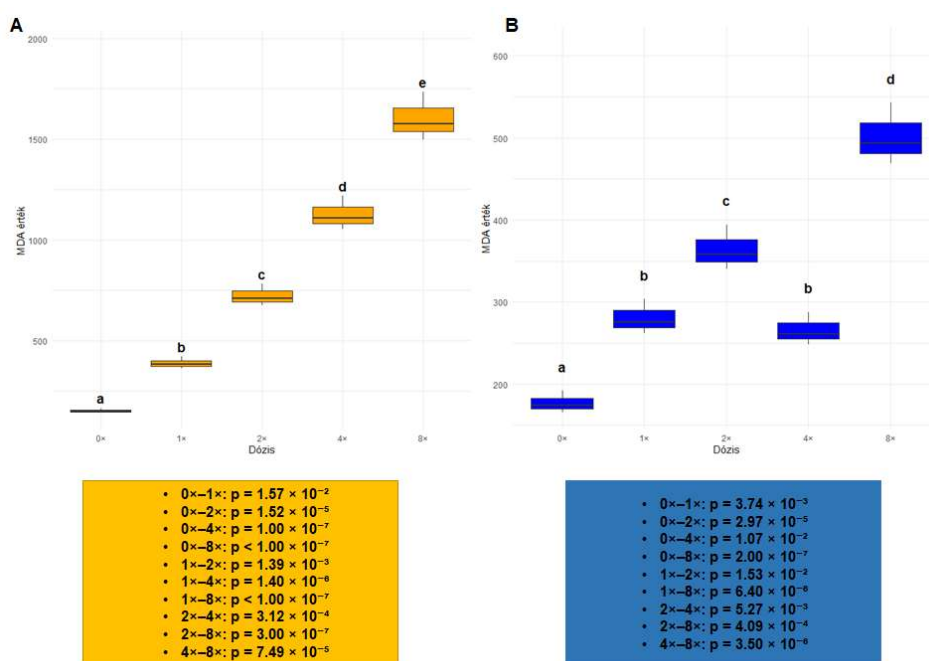 A
2000
1500
1000
500
MDA érték
a
b
c
d
e
0×
1×
2×
4×
8×
Dózis
B
600
500
400
300
200
MDA érték
a
b
c
b
d
0×
1×
2×
4×
8×
Dózis
• 0×–1×: p = 1.57 × 10⁻²
• 0×–2×: p = 1.52 × 10⁻⁵
• 0×–4×: p = 1.00 × 10⁻⁷
• 0×–8×: p < 1.00 × 10⁻⁷
• 1×–2×: p = 1.39 × 10⁻³
• 1×–4×: p = 1.40 × 10⁻⁶
• 1×–8×: p < 1.00 × 10⁻⁷
• 2×–4×: p = 3.12 × 10⁻⁴
• 2×–8×: p = 3.00 × 10⁻⁷
• 4×–8×: p = 7.49 × 10⁻⁵
• 0×–1×: p = 3.74 × 10⁻³
• 0×–2×: p = 2.97 × 10⁻⁵
• 0×–4×: p = 1.07 × 10⁻²
• 0×–8×: p = 2.00 × 10⁻⁷
• 1×–2×: p = 1.53 × 10⁻²
• 1×–8×: p = 6.40 × 10⁻⁶
• 2×–4×: p = 5.27 × 10⁻³
• 2×–8×: p = 4.09 × 10⁻⁴
• 4×–8×: p = 3.50 × 10⁻⁶